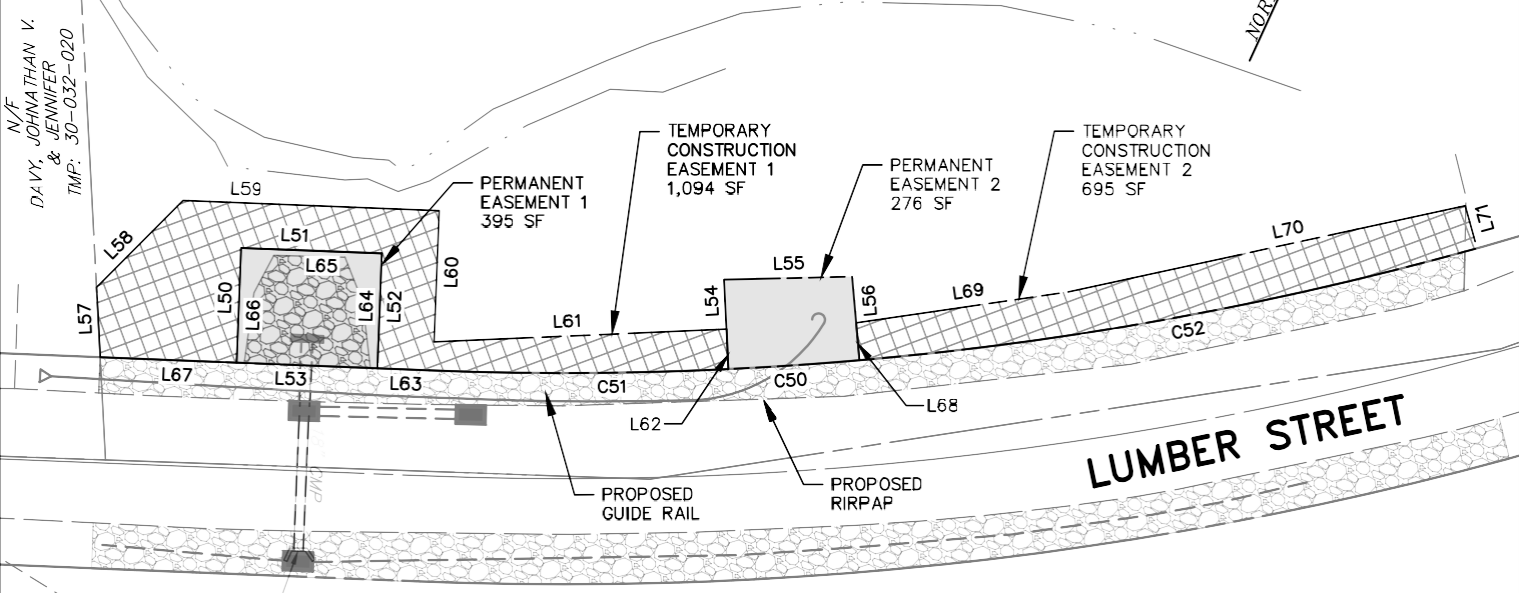 N/F
DAVY, JOHNATHAN V.
& JENNIFER
TMP: 30-032-020
L59
L58
L57
L51
L65
L50
L66
L64
L52
L60
PERMANENT
EASEMENT 1
395 SF
TEMPORARY
CONSTRUCTION
EASEMENT 1
1,094 SF
PERMANENT
EASEMENT 2
276 SF
TEMPORARY
CONSTRUCTION
EASEMENT 2
695 SF
L61
L54
L55
L56
L69
L70
L71
L67
L53
L63
C51
C50
C52
L62
L68
CMP
PROPOSED
GUIDE RAIL
PROPOSED
RIRPAP
LUMBER STREET